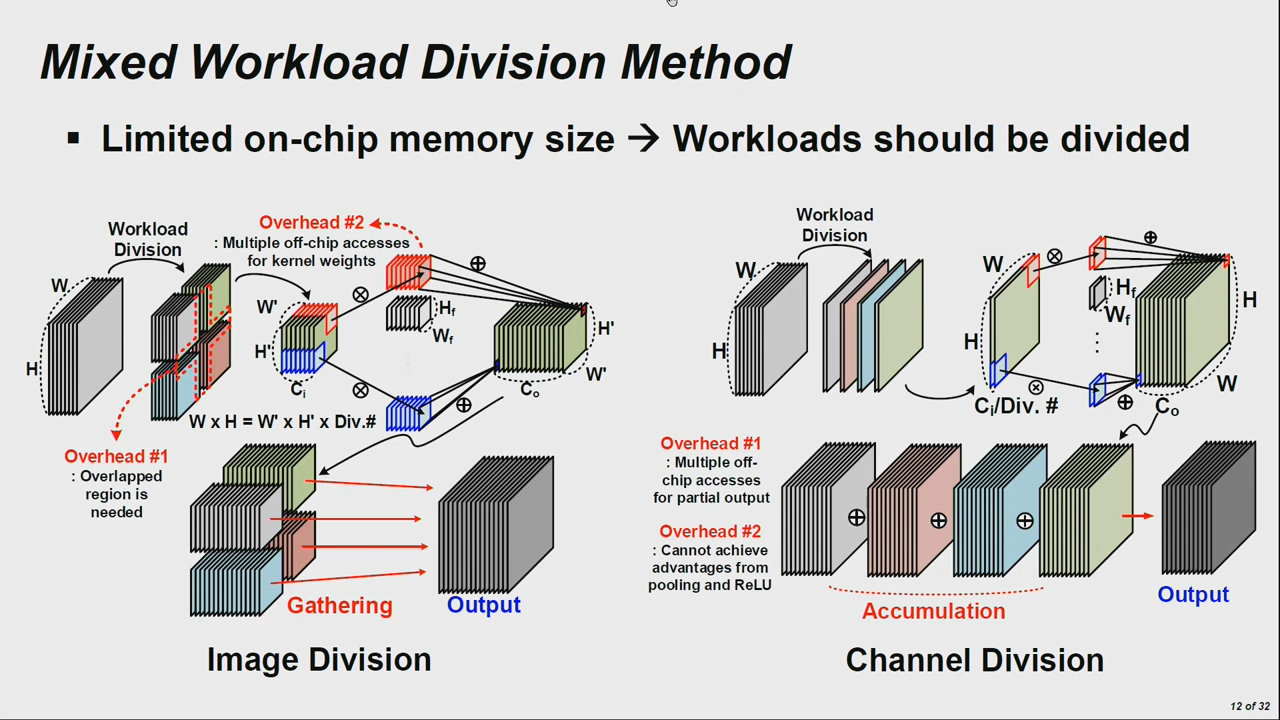 Mixed Workload Division Method
▪ Limited on-chip memory size → Workloads should be divided
Workload
Division
W
H
Overhead #1
: Overlapped
region is
needed
Overhead #2
: Multiple off-chip accesses
for kernel weights
W'
H'
Ci
Hf
Wf
H'
W'
Co
W x H = W' x H' x Div.#
Gathering
Output
Image Division
Workload
Division
W
H
W
H
Ci/Div. #
Hf
Wf
H
W
Co
Overhead #1
: Multiple off-
chip accesses
for partial output
Overhead #2
: Cannot achieve
advantages from
pooling and ReLU
Accumulation
Output
Channel Division
12 of 32